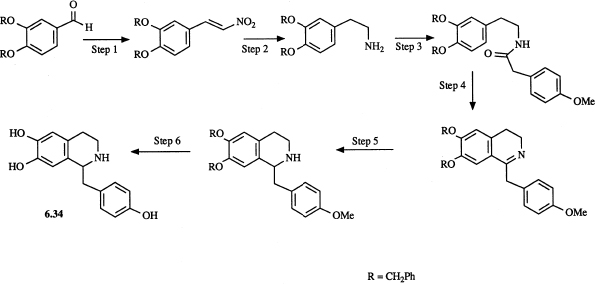 O
RO
H
RO
Step 1
RO
RO
NO2
Step 2
RO
RO
NH2
Step 3
RO
RO
NH
O
OMe
Step 4
RO
RO
N
OMe
Step 5
RO
RO
NH
OMe
Step 6
HO
HO
NH
OH
6.34
R = CH2Ph